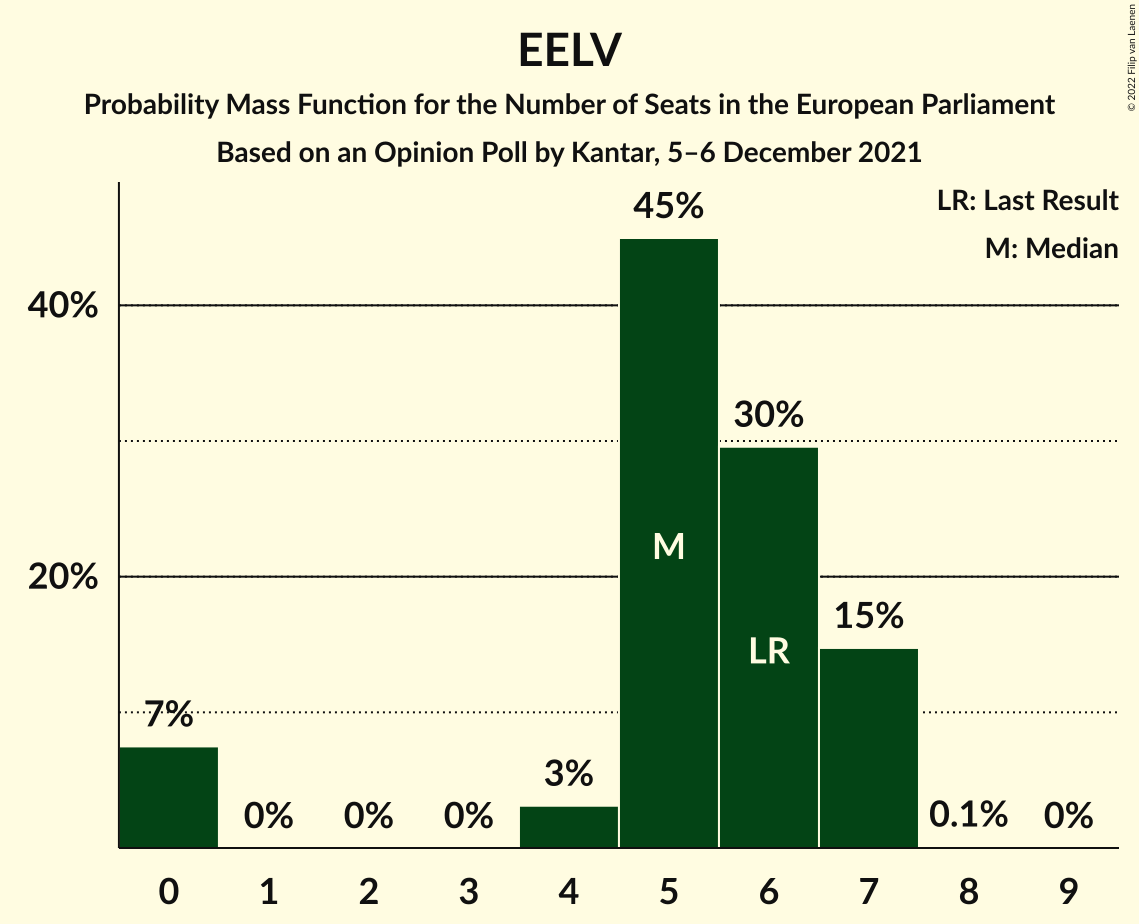 EELV
Probability Mass Function for the Number of Seats in the European Parliament
Based on an Opinion Poll by Kantar, 5–6 December 2021
© 2022 Filip van Laenen
LR: Last Result
M: Median
45%
40%
30%
M
20%
15%
LR
7%
3%
0%
0%
0%
0.1%
0%
0 1 2 3 4 5 6 7 8 9